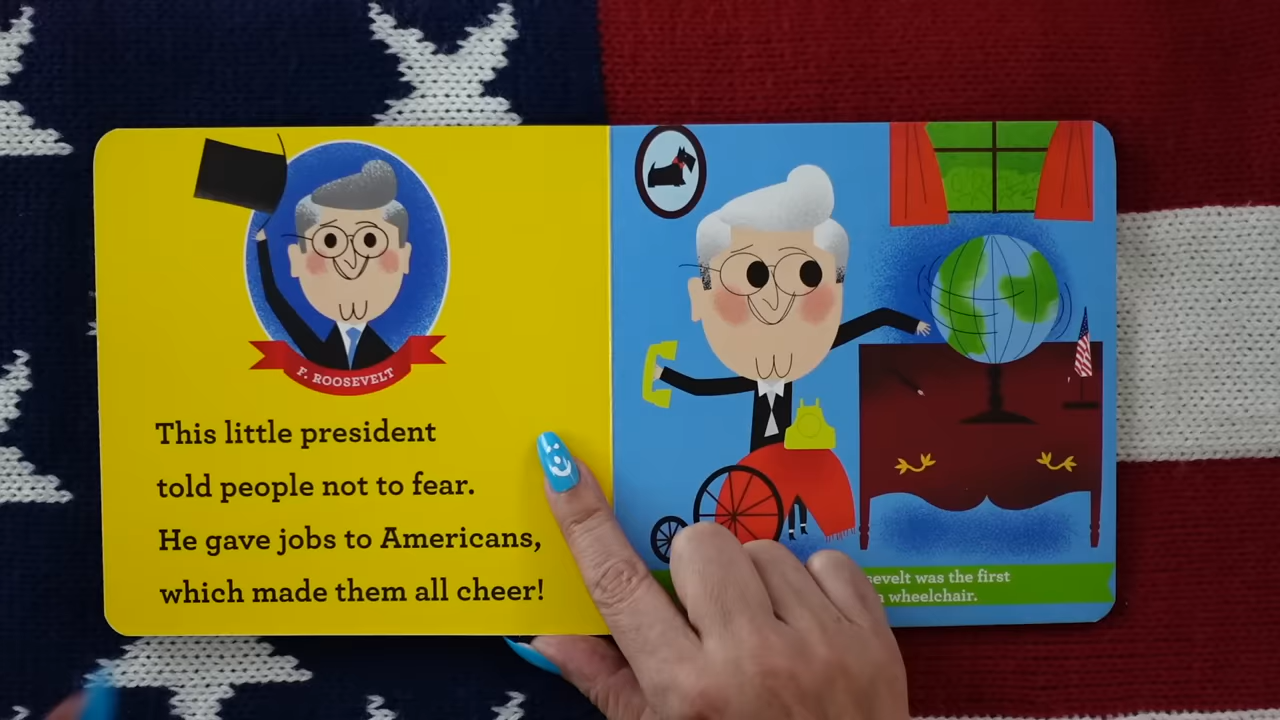 F. ROOSEVELT
This little president
told people not to fear.
He gave jobs to Americans,
which made them all cheer!
was the first
wheelchair.